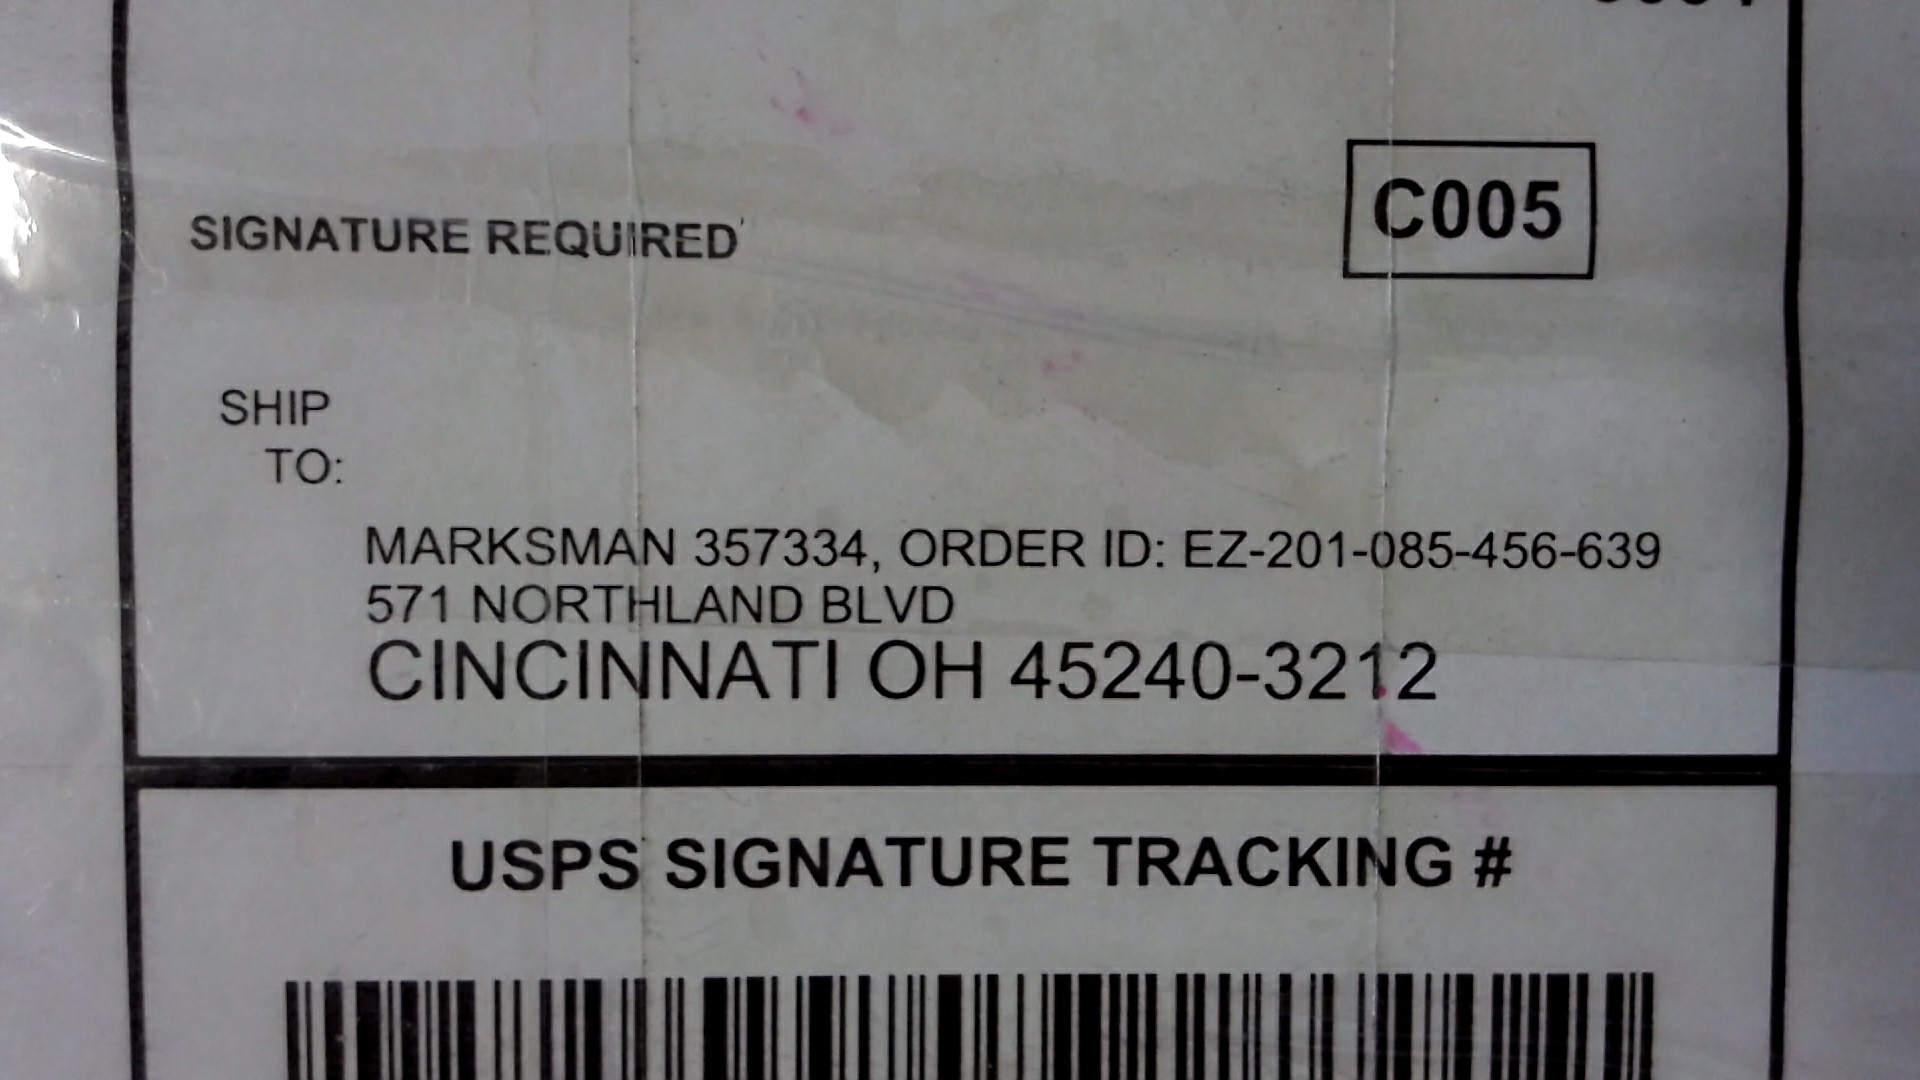 SIGNATURE REQUIRED
C005
SHIP
TO:
MARKSMAN 357334, ORDER ID: EZ-201-085-456-639
571 NORTHLAND BLVD
CINCINNATI OH 45240-3212
USPS SIGNATURE TRACKING #